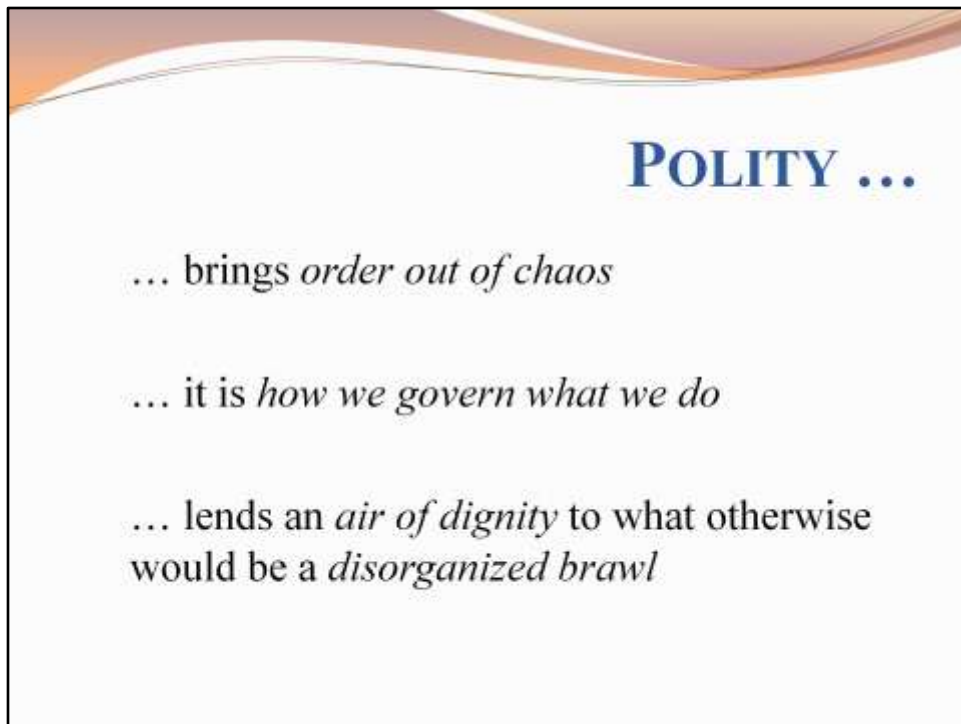 POLITY …
… brings order out of chaos
… it is how we govern what we do
… lends an air of dignity to what otherwise
would be a disorganized brawl